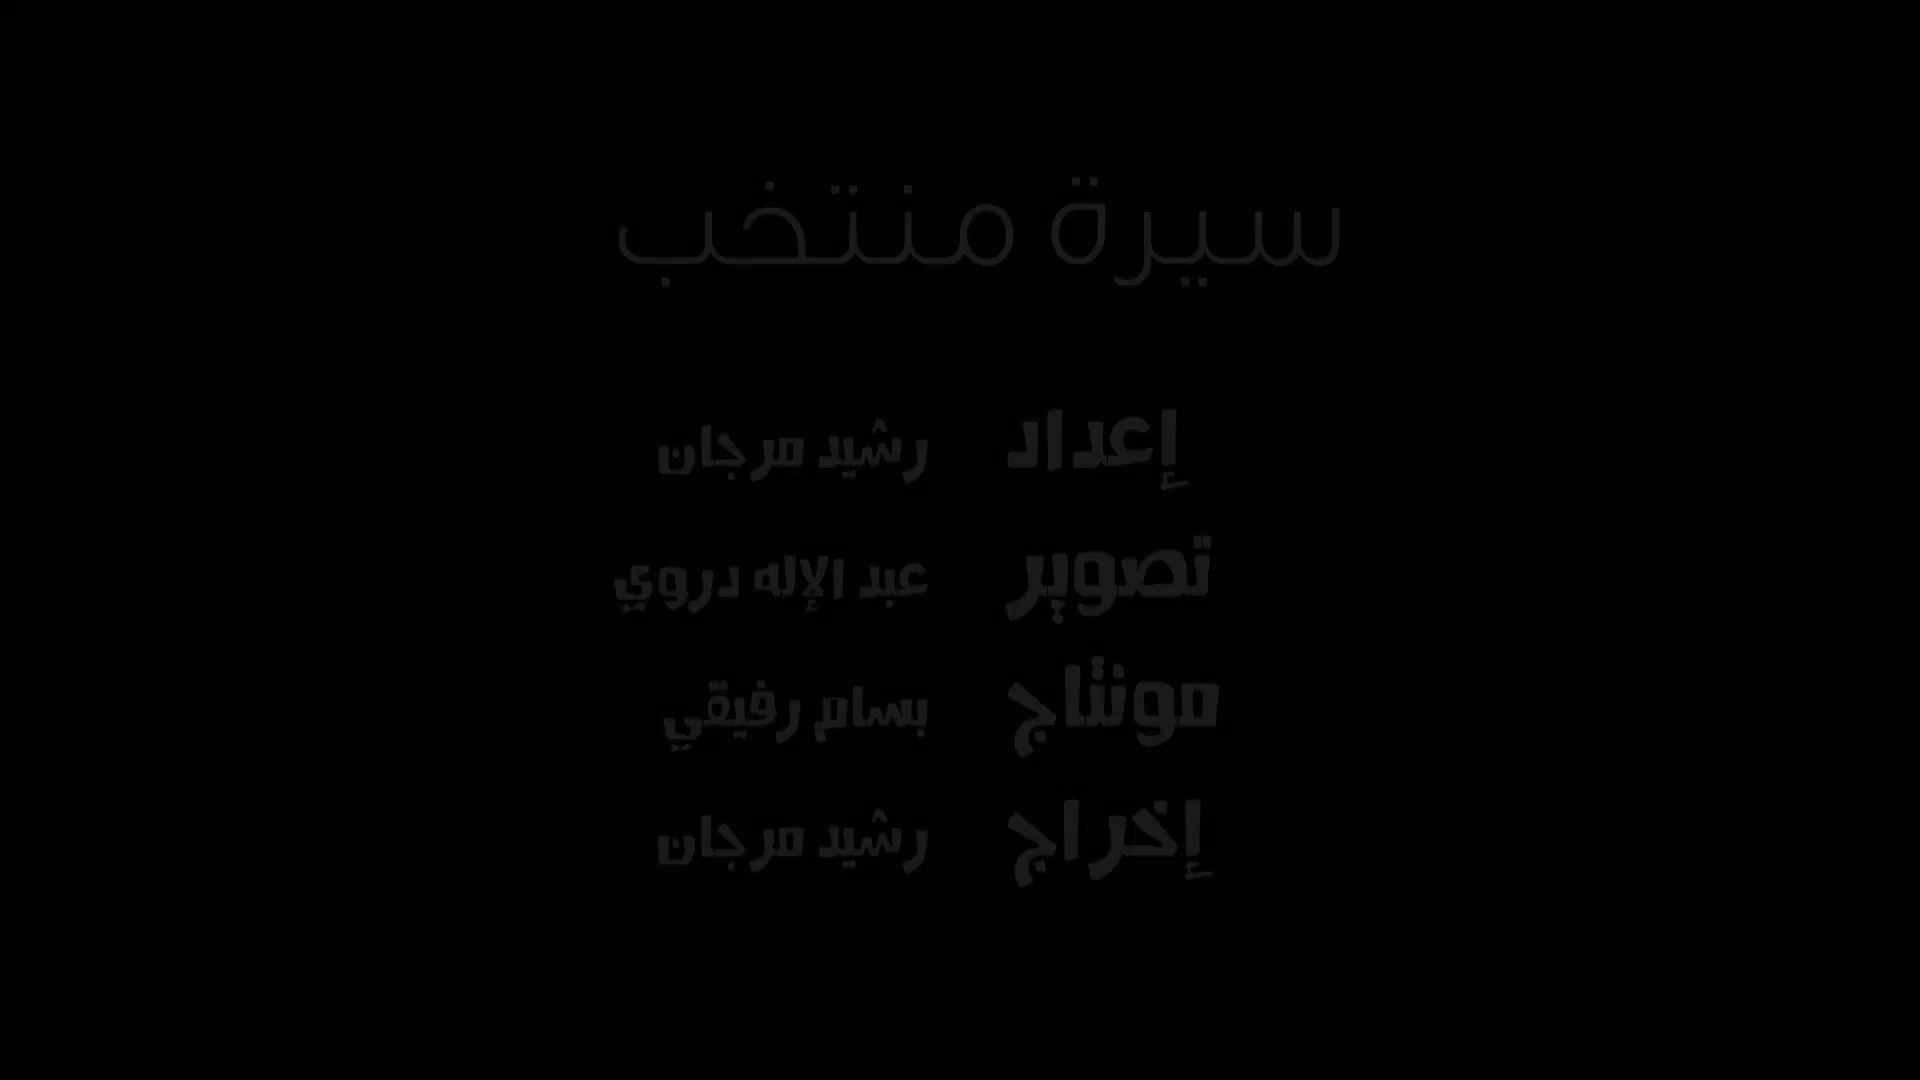 سيرة منتخب
إعداد رشيد مرجان
تصوير عبد الإله دروي
مونتاج بسام رفيقي
إخراج رشيد مرجان